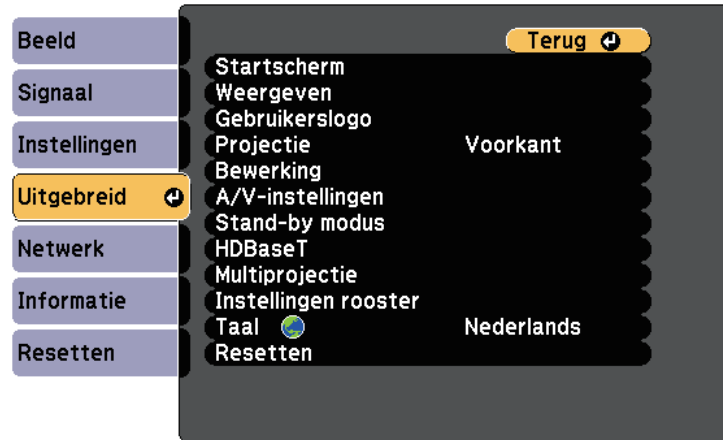 Beeld
Signaal
Instellingen
Uitgebreid
Netwerk
Informatie
Resetten
Terug
Startscherm
Weergeven
Gebruikerslogo
Projectie Voorkant
Bewerking
A/V-instellingen
Stand-by modus
HDBaseT
Multiprojectie
Instellingen rooster
Taal Nederlands
Resetten